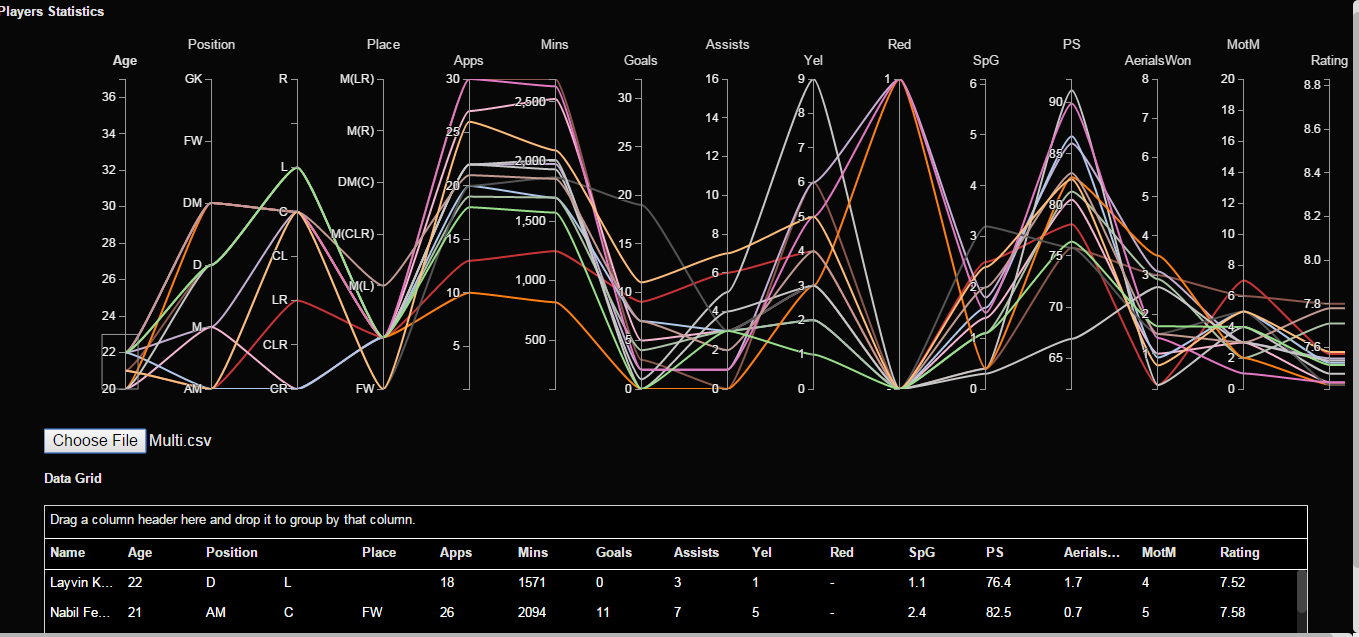 Players Statistics
Position Place Mins Assists Red PS MotM
Age Apps Goals Yel SpG AerialsWon Rating
GK R M(LR) 30 16 9 1 6 8 20 8.8
36 30 14 8 7 18
2,500 90 16 8.6
34 FW M(R) 25 25 12 7 5 6 14
L 2,000 85 8.4
32 DM(C) 20 20 10 6 4 5 12
30 DM C 1,500 8 5 80 10 8.2
28 M(CLR) 15 15 4 3 4 8
D CL 6 75 8.0
26 M(L) 1,000 10 3 2 3 6
24 LR 10 4 70 2 4 7.8
M 500 5 2
22 CLR 5 2 1 65 1 2 7.6
20 AM CR FW 0 0 0 0 0
Choose File Multi.csv
Data Grid
Drag a column header here and drop it to group by that column.
Name Age Position Place Apps Mins Goals Assists Yel Red SpG PS Aerials... MotM Rating
Layvin K... 22 D L 18 1571 0 3 1 - 1.1 76.4 1.7 4 7.52
Nabil Fe... 21 AM C FW 26 2094 11 7 5 - 2.4 82.5 0.7 5 7.58